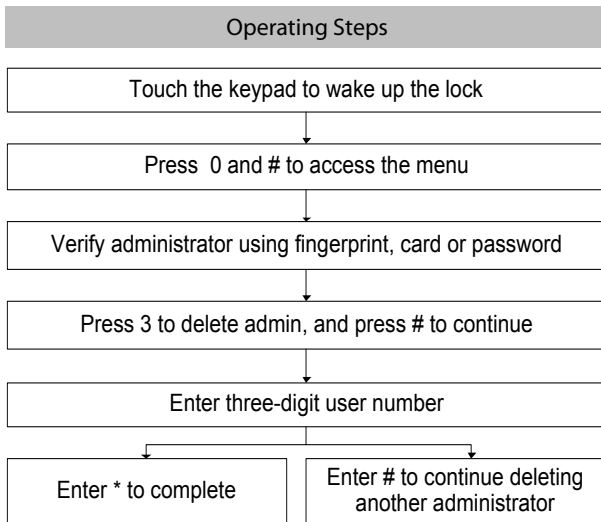 Operating Steps
Touch the keypad to wake up the lock
Press 0 and # to access the menu
Verify administrator using fingerprint, card or password
Press 3 to delete admin, and press # to continue
Enter three-digit user number
Enter * to complete
Enter # to continue deleting
another administrator